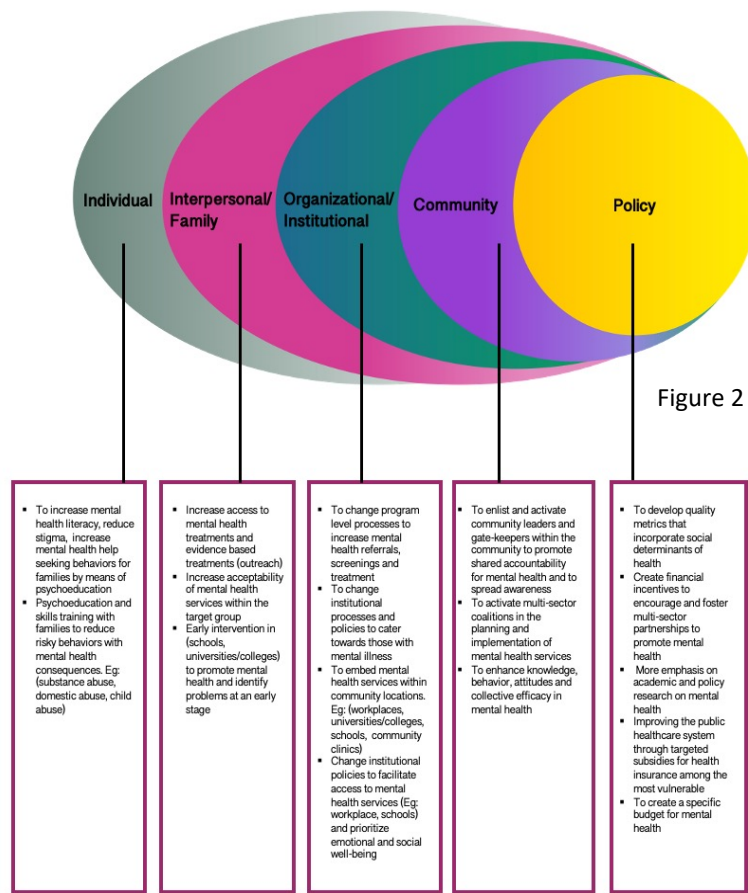 Individual
Interpersonal/
Family
Organizational/
Institutional
Community
Policy
Figure 2
▪ To increase mental
health literacy, reduce
stigma, increase
mental health help
seeking behaviors for
families by means of
psychoeducation
▪ Psychoeducation and
skills training with
families to reduce
risky behaviors with
mental health
consequences. Eg:
(substance abuse,
domestic abuse, child
abuse)
▪ Increase access to
mental health
treatments and
evidence based
treatments (outreach)
▪ Increase acceptability
of mental health
services within the
target group
▪ Early intervention in
(schools,
universities/colleges)
to promote mental
health and identify
problems at an early
stage
▪ To change program
level processes to
increase mental
health referrals,
screenings and
treatment
▪ To change
institutional
processes and
policies to cater
towards those with
mental illness
▪ To embed mental
health services within
community locations.
Eg: (workplaces,
universities/colleges,
schools, community
clinics)
▪ Change institutional
policies to facilitate
access to mental
health services (Eg:
workplace, schools)
and prioritize
emotional and social
well-being
▪ To enlist and activate
community leaders and
gate-keepers within the
community to promote
shared accountability
for mental health and to
spread awareness
▪ To activate multi-sector
coalitions in the
planning and
implementation of
mental health services
▪ To enhance knowledge,
behavior, attitudes and
collective efficacy in
mental health
▪ To develop quality
metrics that
incorporate social
determinants of
health
▪ Create financial
incentives to
encourage and foster
multi-sector
partnerships to
promote mental
health
▪ More emphasis on
academic and policy
research on mental
health
▪ Improving the public
healthcare system
through targeted
subsidies for health
insurance among the
most vulnerable
▪ To create a specific
budget for mental
health